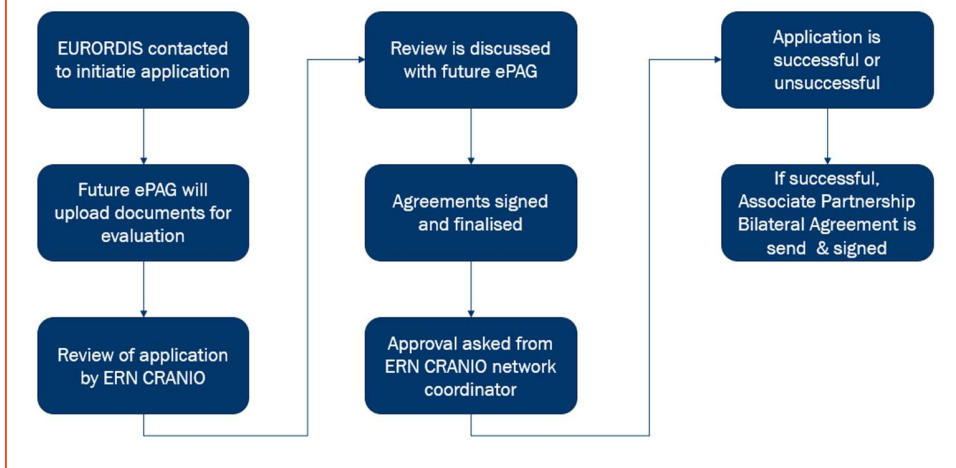 EURORDIS contacted
to initiatie application
Future ePAG will
upload documents for
evaluation
Review of application
by ERN CRANIO
Review is discussed
with future ePAG
Agreements signed
and finalised
Approval asked from
ERN CRANIO network
coordinator
Application is
successful or
unsuccessful
If successful,
Associate Partnership
Bilateral Agreement is
send & signed